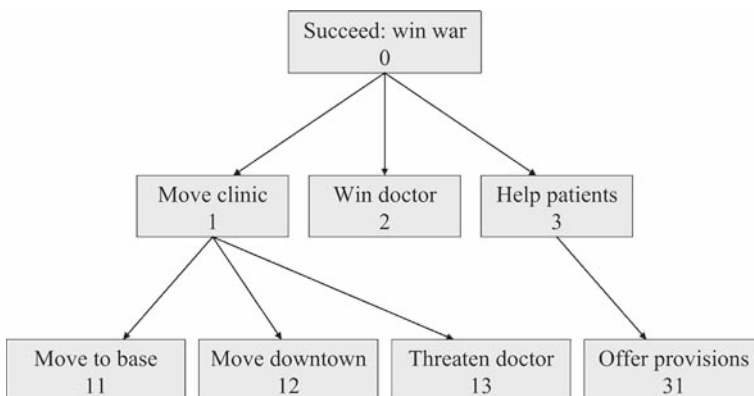 Succeed: win war
0
Move clinic
1
Win doctor
2
Help patients
3
Move to base
11
Move downtown
12
Threaten doctor
13
Offer provisions
31